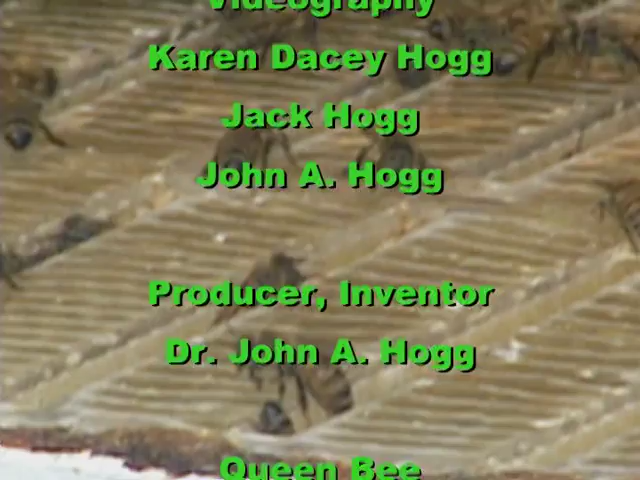 Videography
Karen Dacey Hogg
Jack Hogg
John A. Hogg
Producer, Inventor
Dr. John A. Hogg
Queen Bee